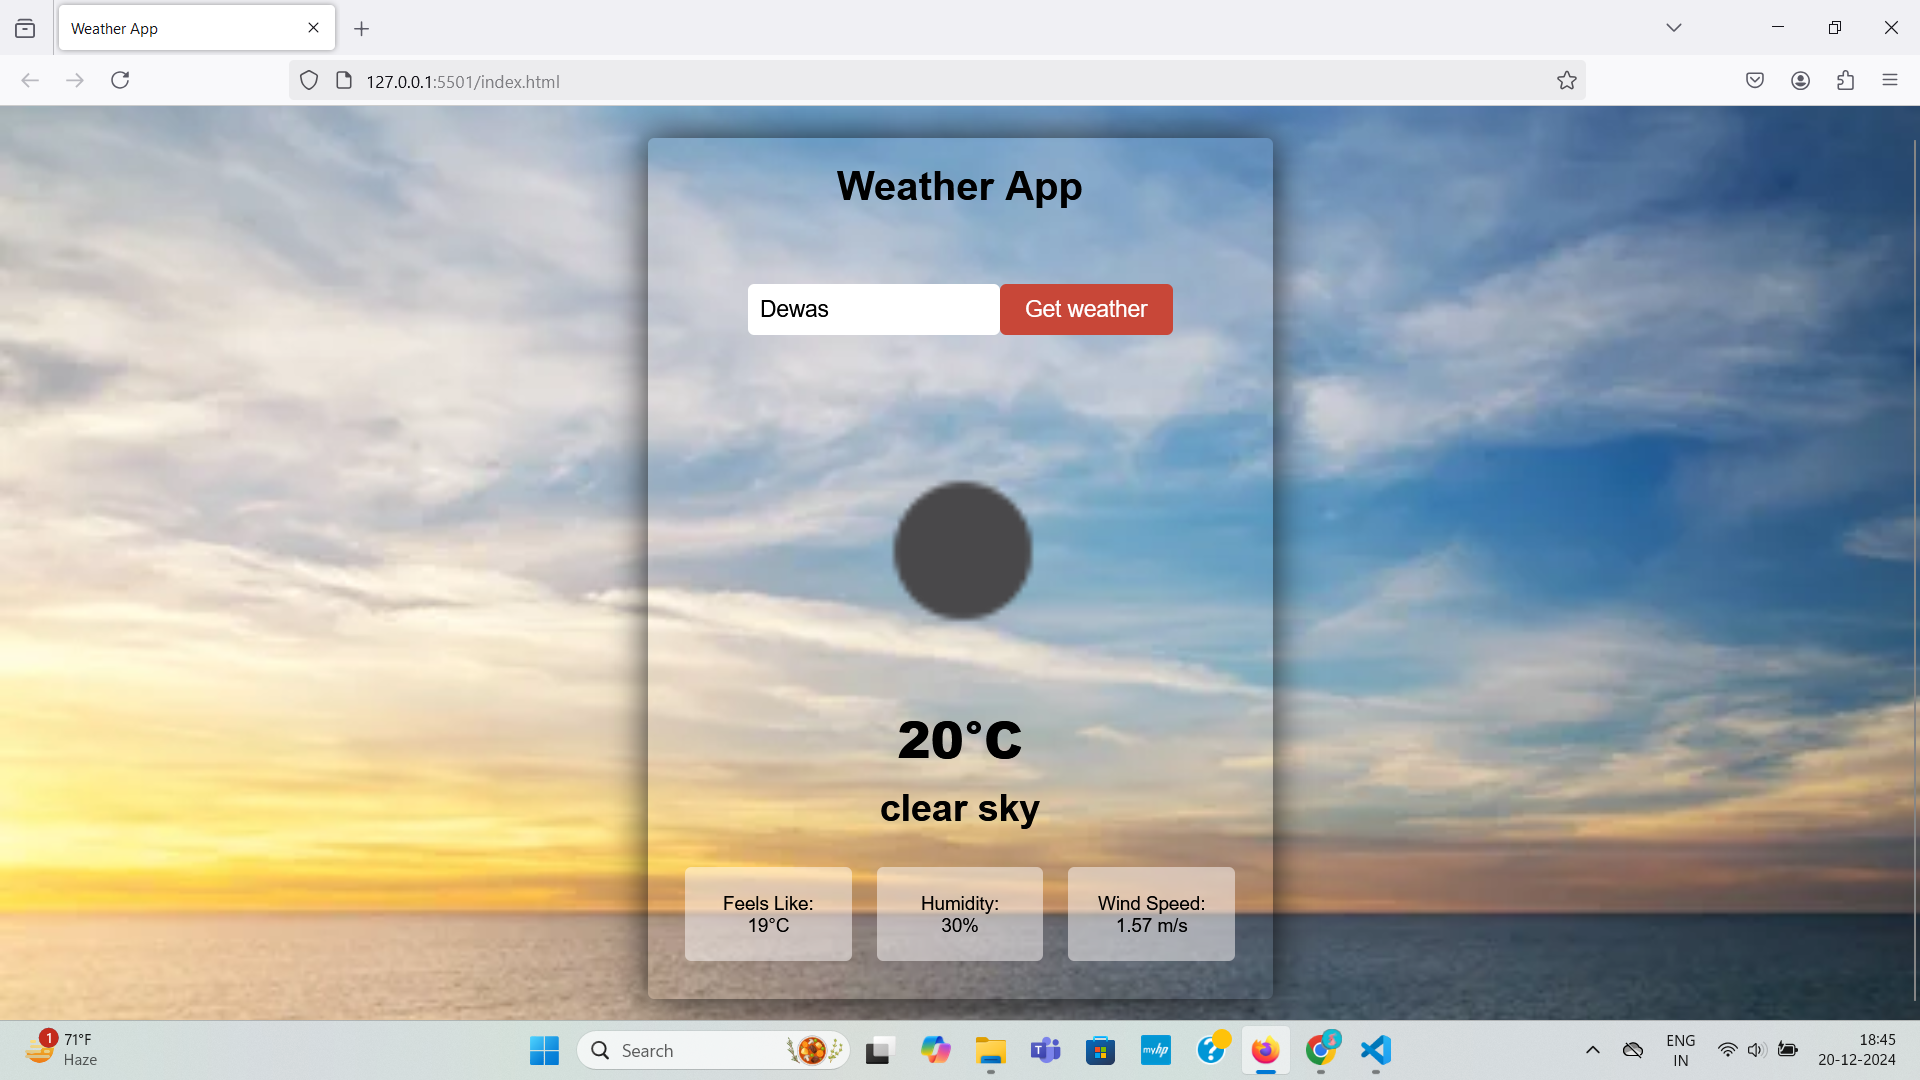 Weather App
127.0.0.1:5501/index.html
Weather App
Dewas
Get weather
20°C
clear sky
Feels Like:
19°C
Humidity:
30%
Wind Speed:
1.57 m/s
1
71°F
Haze
Search
myhp
ENG
IN
18:45
20-12-2024